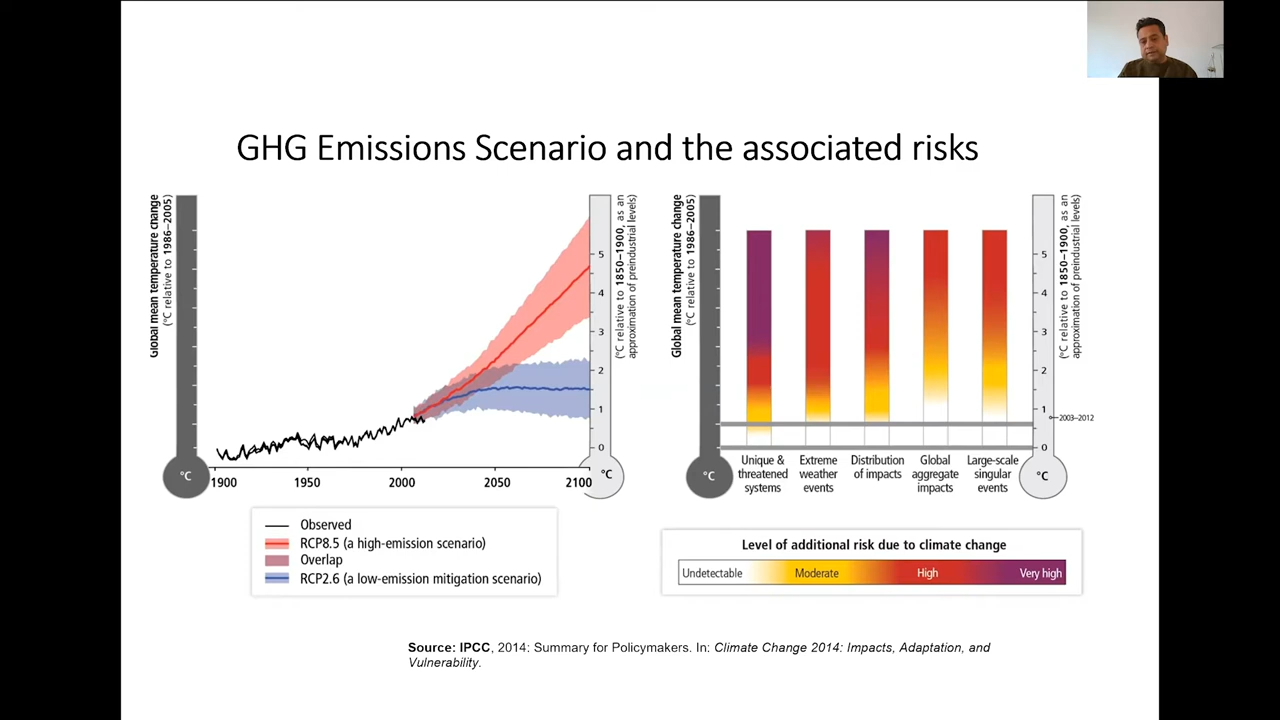 GHG Emissions Scenario and the associated risks
Global mean temperature change
(°C relative to 1986–2005)
(°C relative to 1850–1900, as an
approximation of preindustrial levels)
5
4
3
2
1
0
°C
°C
1900
1950
2000
2050
2100
Observed
RCP8.5 (a high-emission scenario)
Overlap
RCP2.6 (a low-emission mitigation scenario)
Global mean temperature change
(°C relative to 1986–2005)
(°C relative to 1850–1900, as an
approximation of preindustrial levels)
5
4
3
2
1
0
2003–2012
°C
°C
Unique &
threatened
systems
Extreme
weather
events
Distribution
of impacts
Global
aggregate
impacts
Large-scale
singular
events
Level of additional risk due to climate change
Undetectable
Moderate
High
Very high
Source: IPCC, 2014: Summary for Policymakers. In: Climate Change 2014: Impacts, Adaptation, and
Vulnerability.